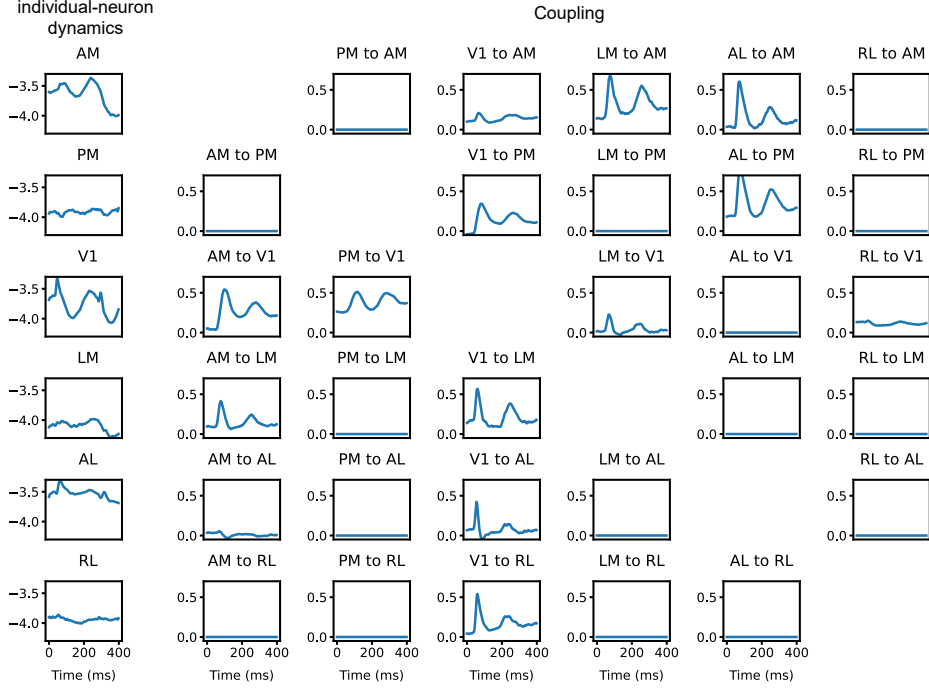 individual-neuron
dynamics
Coupling
AM
PM to AM
V1 to AM
LM to AM
AL to AM
RL to AM
−3.5
−4.0
0.5
0.0
0.5
0.0
0.5
0.0
0.5
0.0
0.5
0.0
PM
AM to PM
V1 to PM
LM to PM
AL to PM
RL to PM
−3.5
−4.0
0.5
0.0
0.5
0.0
0.5
0.0
0.5
0.0
0.5
0.0
V1
AM to V1
PM to V1
LM to V1
AL to V1
RL to V1
−3.5
−4.0
0.5
0.0
0.5
0.0
0.5
0.0
0.5
0.0
0.5
0.0
LM
AM to LM
PM to LM
V1 to LM
AL to LM
RL to LM
−3.5
−4.0
0.5
0.0
0.5
0.0
0.5
0.0
0.5
0.0
0.5
0.0
AL
AM to AL
PM to AL
V1 to AL
LM to AL
RL to AL
−3.5
−4.0
0.5
0.0
0.5
0.0
0.5
0.0
0.5
0.0
0.5
0.0
RL
AM to RL
PM to RL
V1 to RL
LM to RL
AL to RL
−3.5
−4.0
0.5
0.0
0.5
0.0
0.5
0.0
0.5
0.0
0.5
0.0
0 200 400
0 200 400
0 200 400
0 200 400
0 200 400
0 200 400
Time (ms)
Time (ms)
Time (ms)
Time (ms)
Time (ms)
Time (ms)